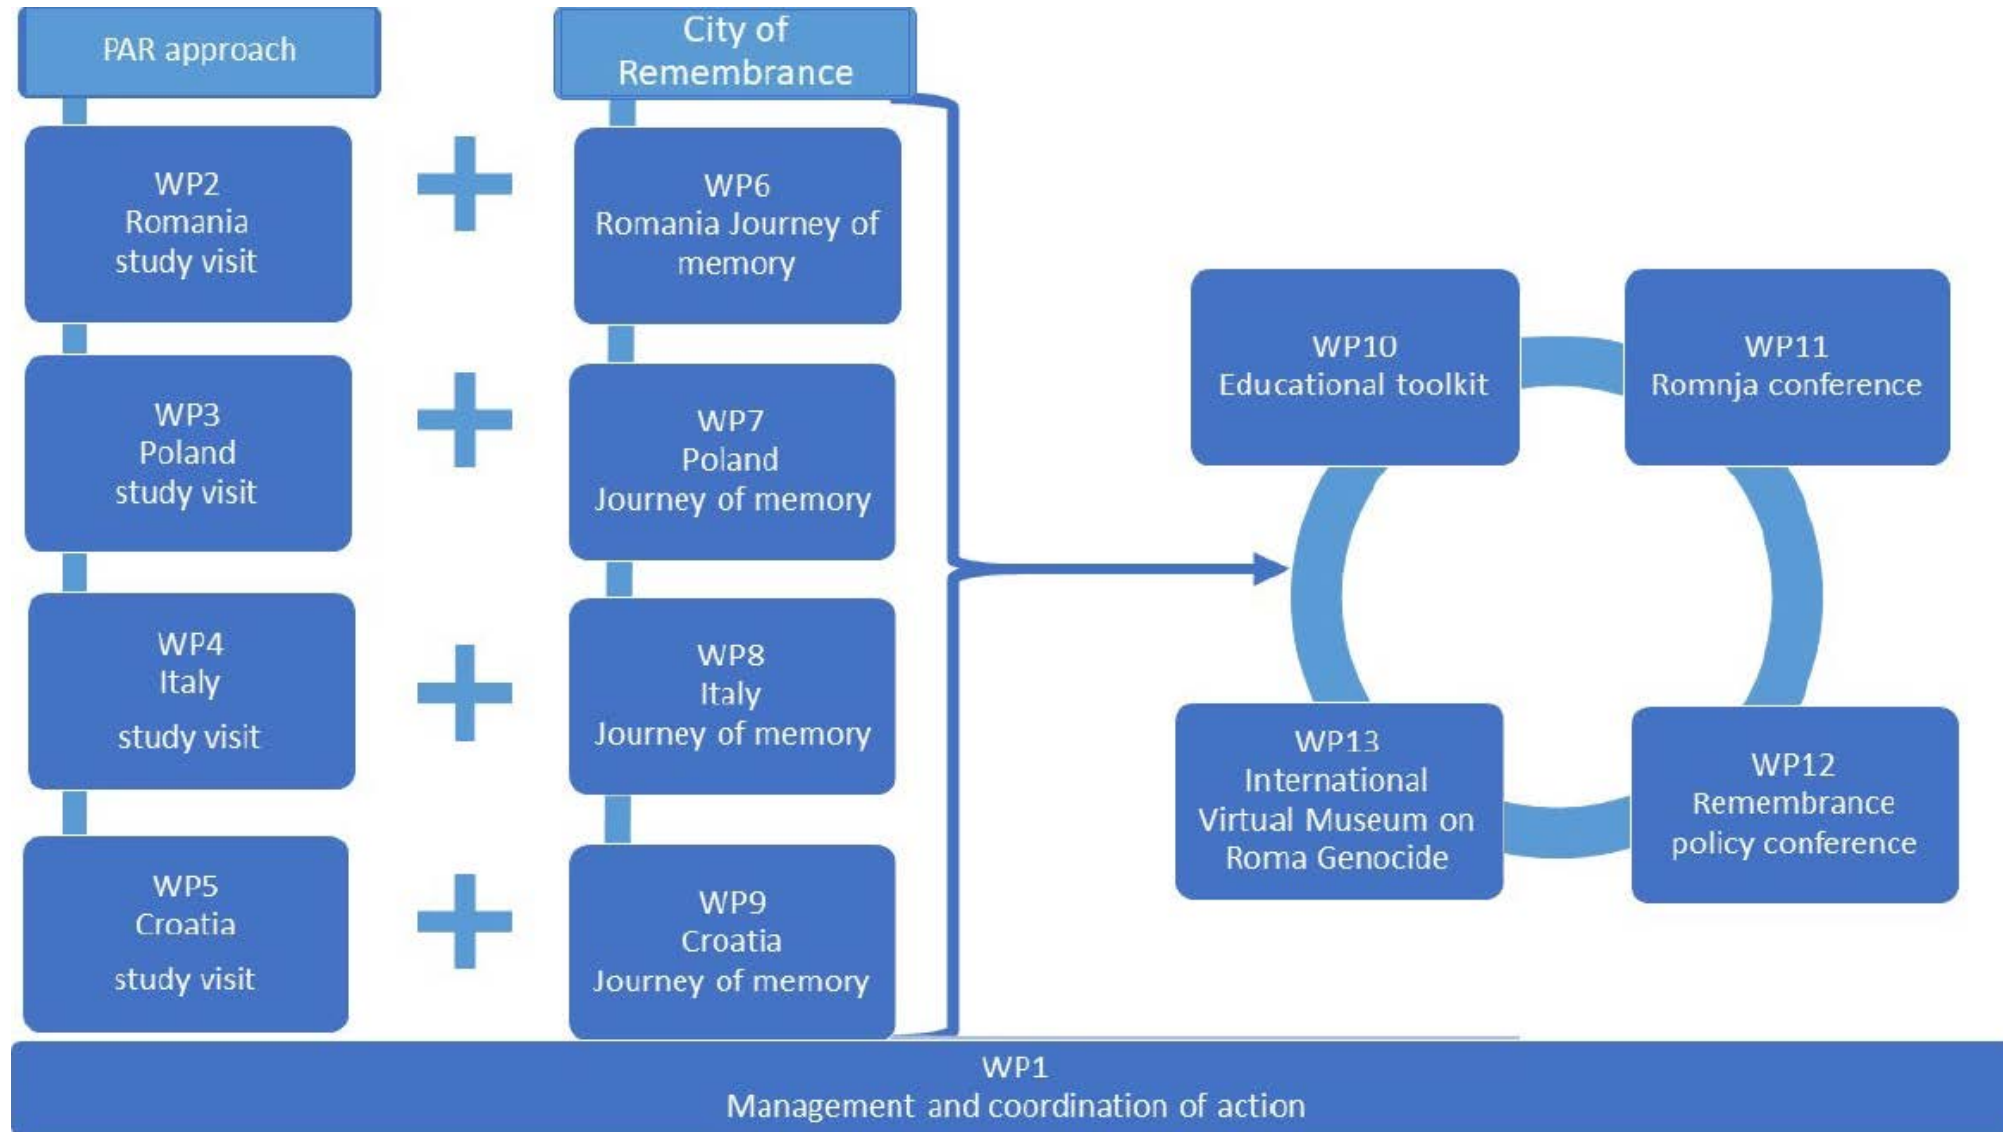 PAR approach
WP2
Romania
study visit
WP3
Poland
study visit
WP4
Italy
study visit
WP5
Croatia
study visit
City of
Remembrance
WP6
Romania Journey of
memory
WP7
Poland
Journey of memory
WP8
Italy
Journey of memory
WP9
Croatia
Journey of memory
WP10
Educational toolkit
WP11
Romnja conference
WP13
International
Virtual Museum on
Roma Genocide
WP12
Remembrance
policy conference
WP1
Management and coordination of action